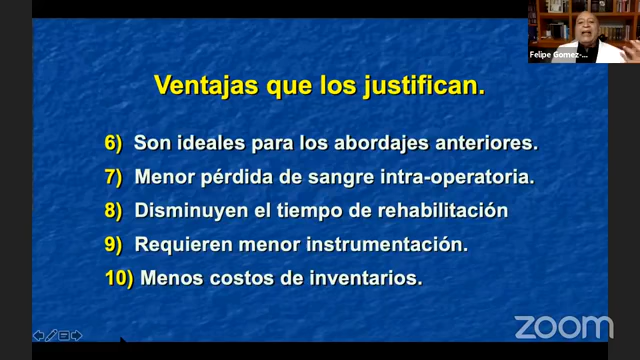 Felipe Gomez-...
Ventajas que los justifican.
6) Son ideales para los abordajes anteriores.
7) Menor pérdida de sangre intra-operatoria.
8) Disminuyen el tiempo de rehabilitación
9) Requieren menor instrumentación.
10) Menos costos de inventarios.
zoom